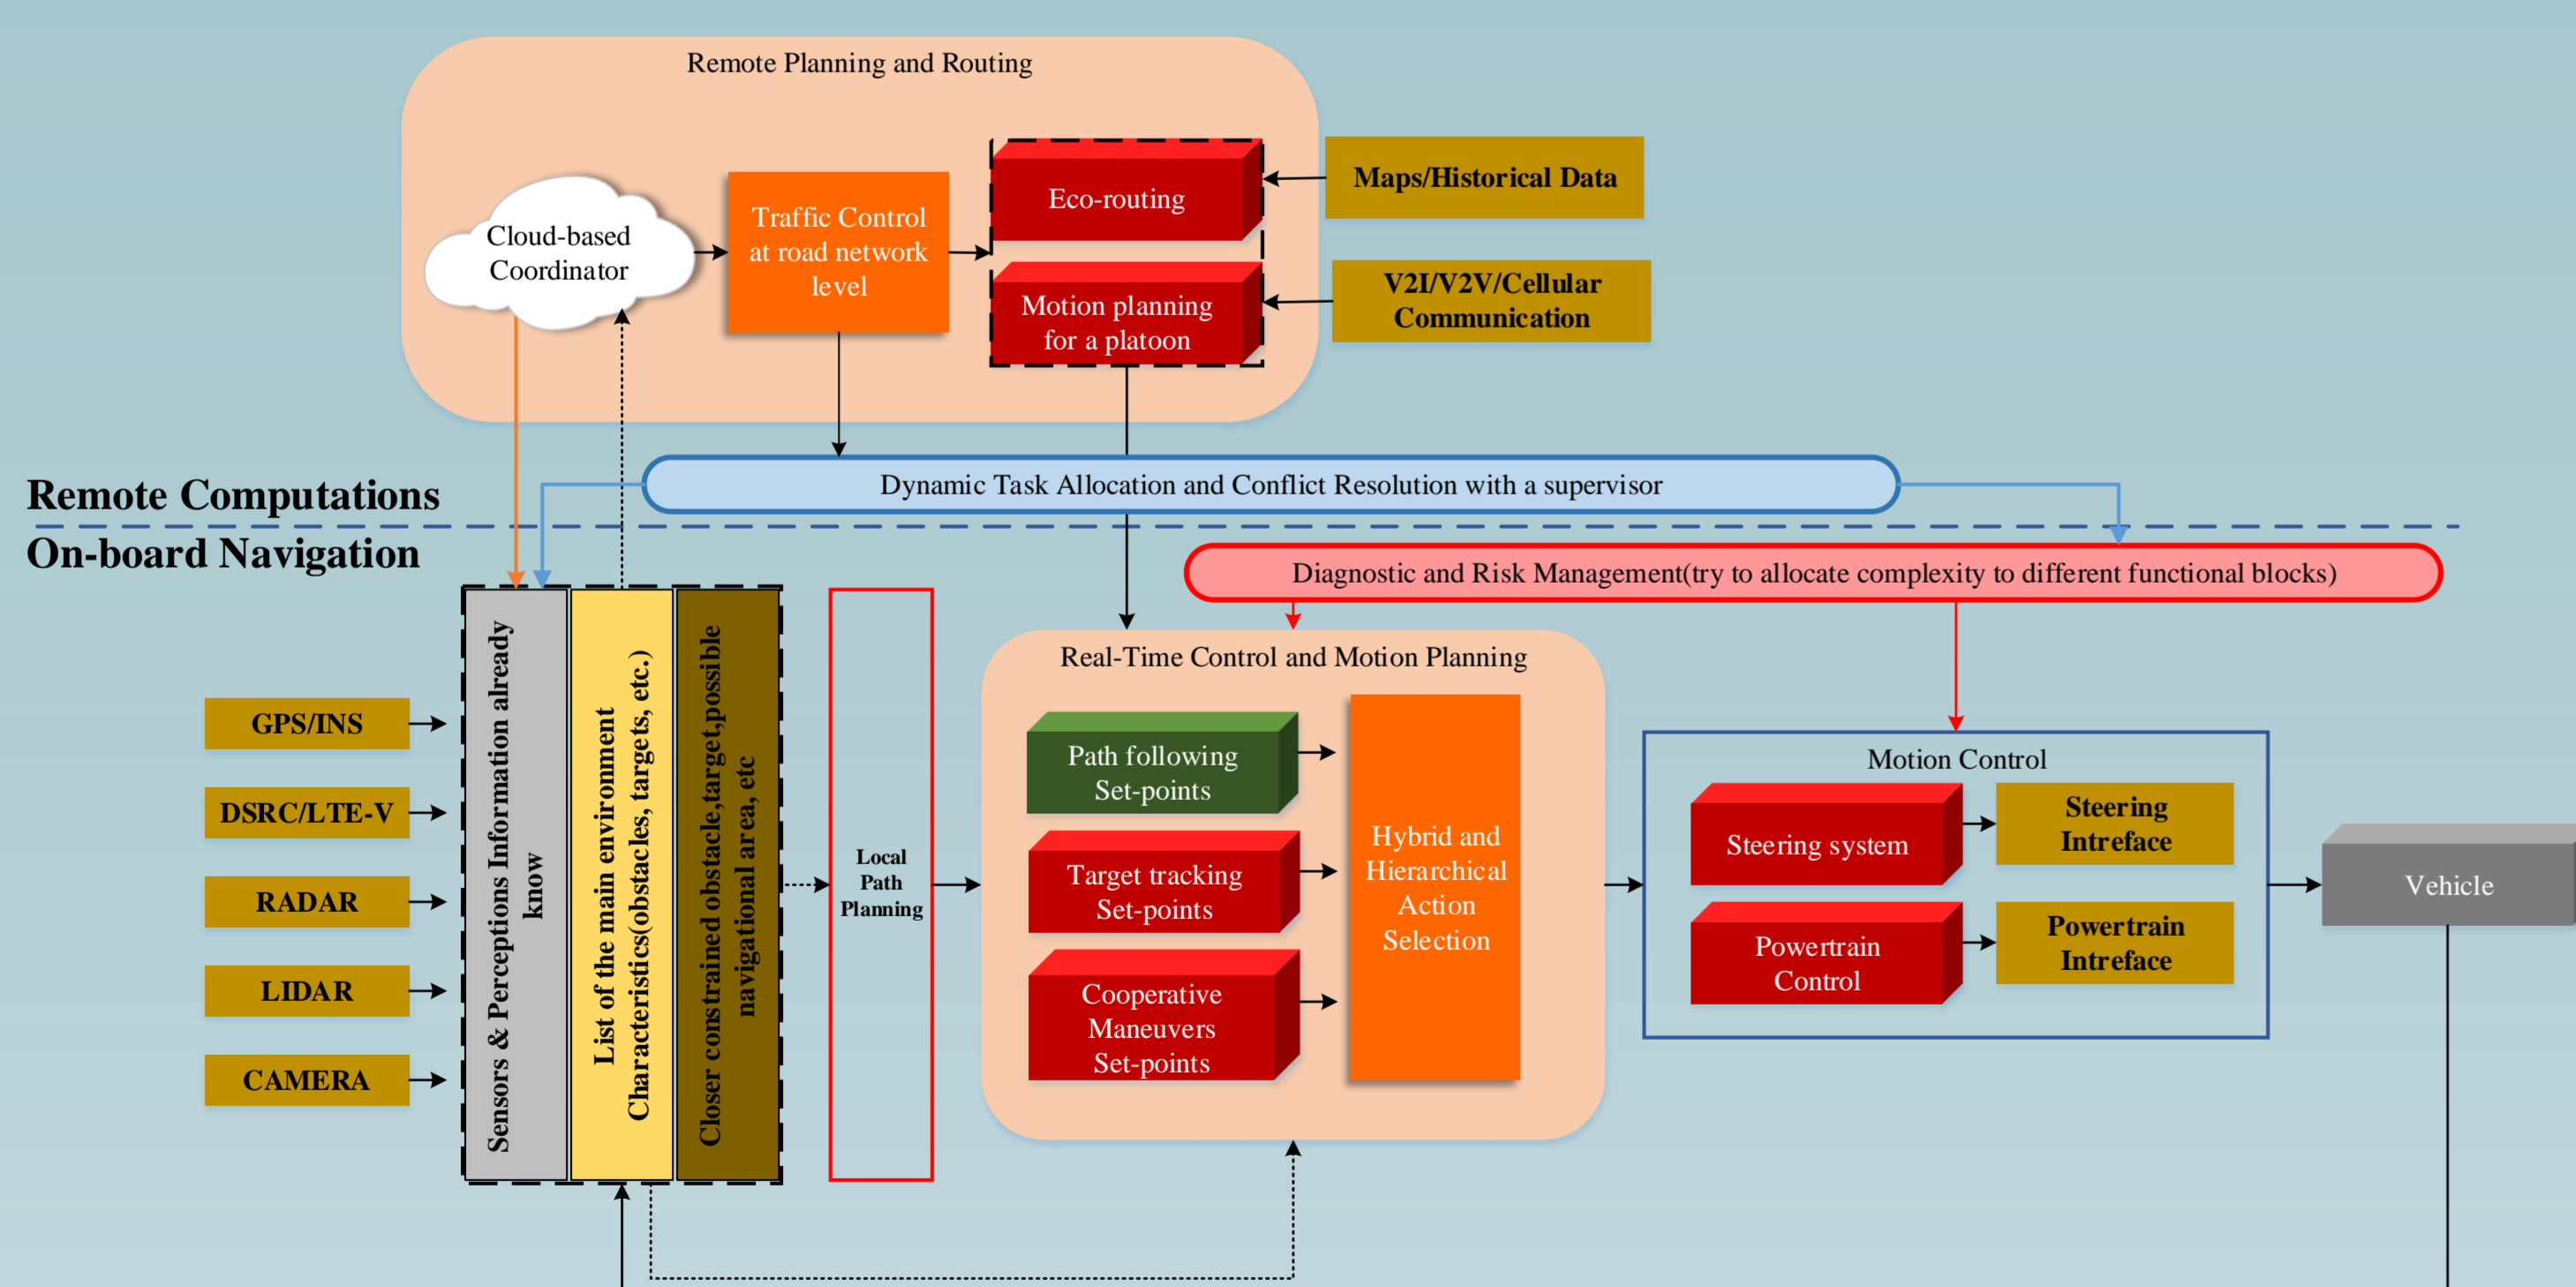 Remote Planning and Routing
Cloud-based
Coordinator
Traffic Control
at road network
level
Eco-routing
Motion planning
for a platoon
Maps/Historical Data
V2I/V2V/Cellular
Communication
Dynamic Task Allocation and Conflict Resolution with a supervisor
Remote Computations
On-board Navigation
Diagnostic and Risk Management(try to allocate complexity to different functional blocks)
GPS/INS
DSRC/LTE-V
RADAR
LIDAR
CAMERA
Sensors & Perceptions Information already
know
List of the main environment
Characteristics(obstacles, targets, etc.)
Closer constrained obstacle,target,possible
navigational area, etc
Local
Path
Planning
Real-Time Control and Motion Planning
Path following
Set-points
Target tracking
Set-points
Cooperative
Maneuvers
Set-points
Hybrid and
Hierarchical
Action
Selection
Motion Control
Steering system
Steering
Intreface
Powertrain
Control
Powertrain
Intreface
Vehicle